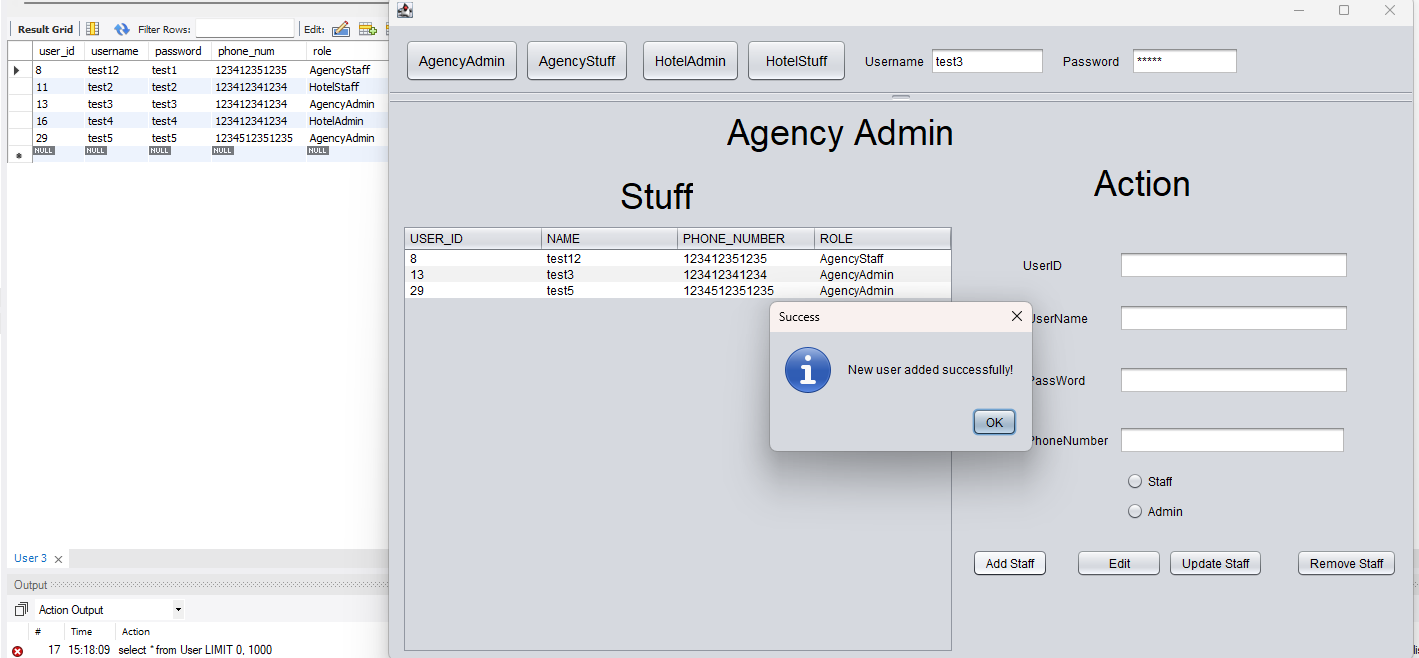 Result Grid Filter Rows: Edit:
user_id username password phone_num role
8 test12 test1 123412351235 AgencyStaff
11 test2 test2 123412341234 HotelStaff
13 test3 test3 123412341234 AgencyAdmin
16 test4 test4 123412341234 HotelAdmin
29 test5 test5 1234512351235 AgencyAdmin
NULL NULL NULL NULL NULL
User 3
Output
Action Output
# Time Action
17 15:18:09 select * from User LIMIT 0, 1000
AgencyAdmin AgencyStuff HotelAdmin HotelStuff Username test3 Password *****
Agency Admin
Stuff
USER_ID NAME PHONE_NUMBER ROLE
8 test12 123412351235 AgencyStaff
13 test3 123412341234 AgencyAdmin
29 test5 1234512351235 AgencyAdmin
Success
New user added successfully!
OK
Action
UserID
UserName
PassWord
PhoneNumber
Staff
Admin
Add Staff Edit Update Staff Remove Staff